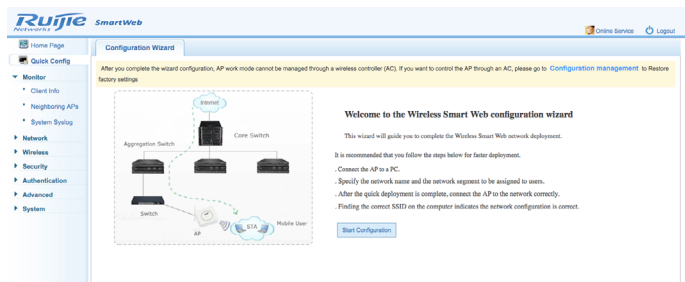 Ruijie
Networks
SmartWeb
Online Service
Logout
Home Page
Quick Config
Monitor
Client Info
Neighboring APs
System Syslog
Network
Wireless
Security
Authentication
Advanced
System
Configuration Wizard
After you complete the wizard configuration, AP work mode cannot be managed through a wireless controller (AC). If you want to control the AP through an AC, please go to Configuration management to Restore
factory settings
Internet
Core Switch
Aggregation Switch
Switch
AP
STA
Mobile User
Welcome to the Wireless Smart Web configuration wizard
This wizard will guide you to complete the Wireless Smart Web network deployment.
It is recommended that you follow the steps below for faster deployment.
. Connect the AP to a PC.
. Specify the network name and the network segment to be assigned to users.
. After the quick deployment is complete, connect the AP to the network correctly.
. Finding the correct SSID on the computer indicates the network configuration is correct.
Start Configuration